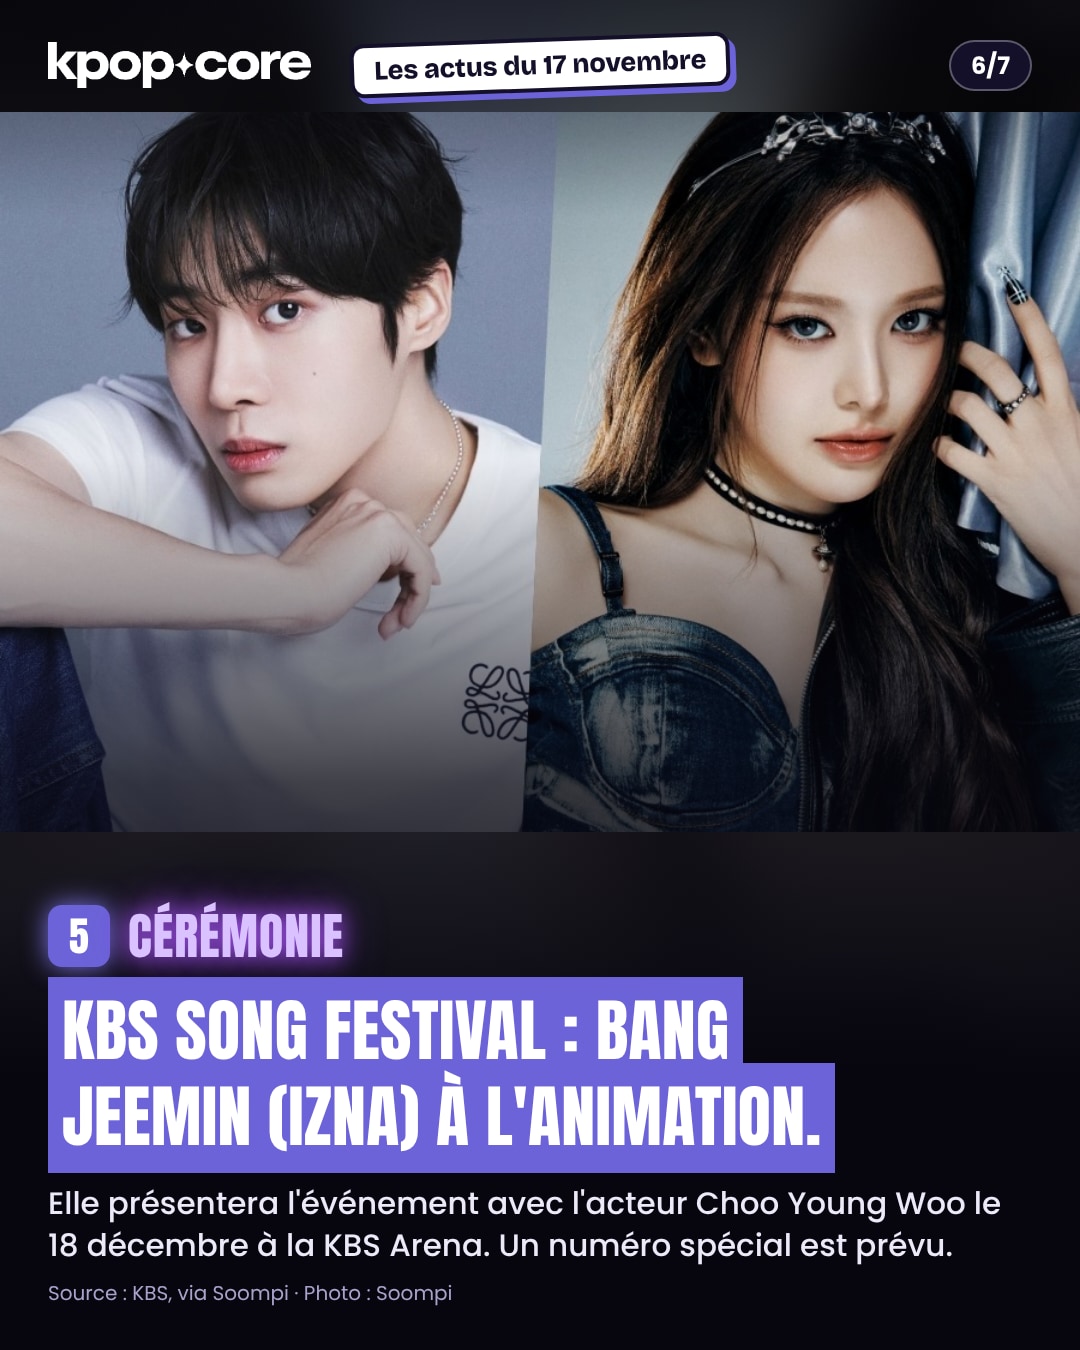 kpop✦core
Les actus du 17 novembre
6/7
5
CÉRÉMONIE
KBS SONG FESTIVAL : BANG
JEEMIN (IZNA) À L'ANIMATION.
Elle présentera l'événement avec l'acteur Choo Young Woo le
18 décembre à la KBS Arena. Un numéro spécial est prévu.
Source : KBS, via Soompi · Photo : Soompi